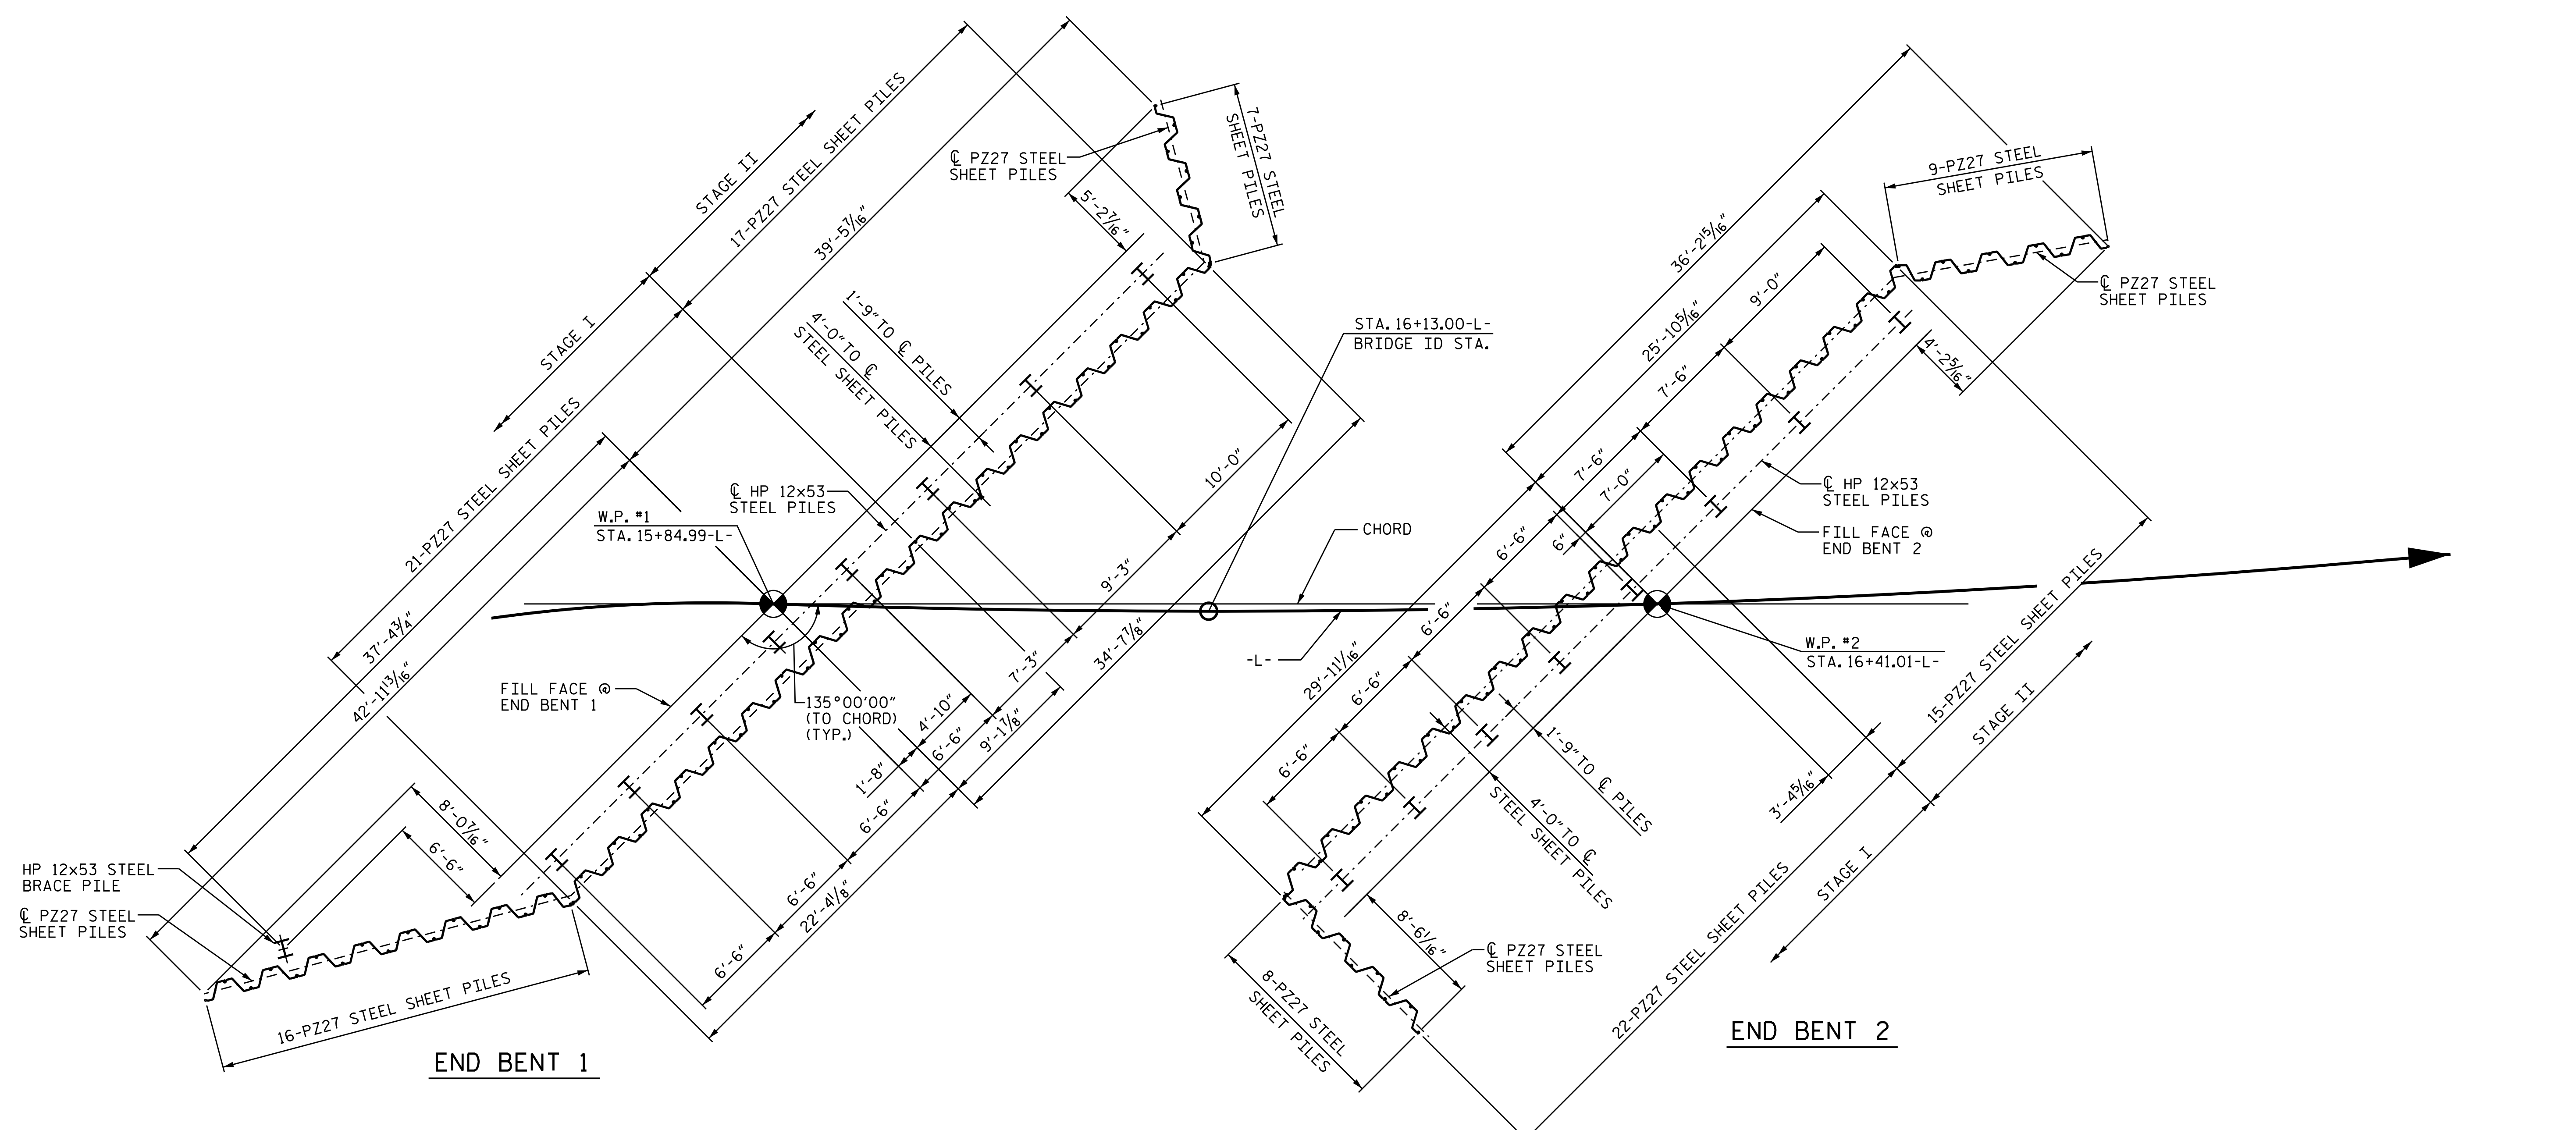 STAGE II
17-PZ27 STEEL SHEET PILES
39'-5 7/16"
STAGE I
21-PZ27 STEEL SHEET PILES
37'-4 3/4"
42'-11 13/16"
℄ PZ27 STEEL
SHEET PILES
7-PZ27 STEEL
SHEET PILES
5'-2 7/16"
1'-9" TO ℄ PILES
4'-0" TO ℄
STEEL SHEET PILES
℄ HP 12x53
STEEL PILES
W.P. #1
STA. 15+84.99-L-
FILL FACE @
END BENT 1
135°00'00"
(TO CHORD)
(TYP.)
8'-0 7/16"
6'-6"
HP 12x53 STEEL
BRACE PILE
℄ PZ27 STEEL
SHEET PILES
16-PZ27 STEEL SHEET PILES
10'-0"
9'-3"
34'-7 7/8"
7'-3"
4'-10"
9'-1 7/8"
6'-6"
1'-8"
6'-6"
6'-6"
22'-4 1/8"
6'-6"
END BENT 1
STA. 16+13.00-L-
BRIDGE ID STA.
CHORD
-L-
36'-2 15/16"
9-PZ27 STEEL
SHEET PILES
℄ PZ27 STEEL
SHEET PILES
25'-10 5/16"
9'-0"
7'-6"
4'-2 5/16"
7'-6"
7'-0"
6'-6"
6"
6'-6"
29'-11 1/16"
6'-6"
6'-6"
℄ HP 12x53
STEEL PILES
FILL FACE @
END BENT 2
W.P. #2
STA. 16+41.01-L-
15-PZ27 STEEL SHEET PILES
STAGE II
1'-9" TO ℄ PILES
4'-0" TO ℄
STEEL SHEET PILES
3'-4 5/16"
STAGE I
22-PZ27 STEEL SHEET PILES
8'-6 1/16"
℄ PZ27 STEEL
SHEET PILES
8-PZ27 STEEL
SHEET PILES
END BENT 2